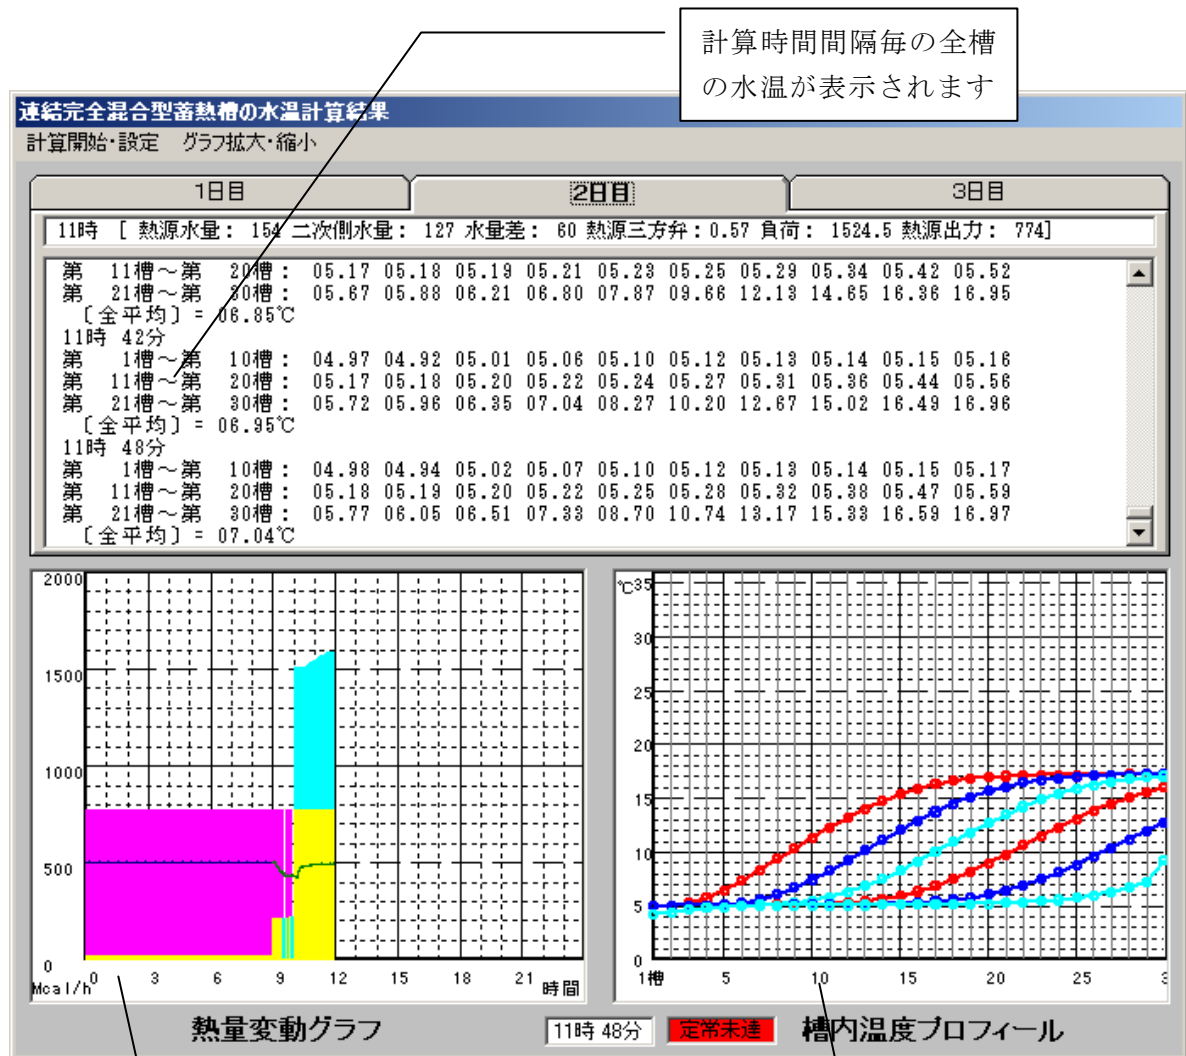 計算時間間隔毎の全槽
の水温が表示されます
連結完全混合型蓄熱槽の水温計算結果
計算開始・設定 グラフ拡大・縮小
1日目 2日目 3日目
11時 [ 熱源水量： 154 二次側水量： 127 水量差： 60 熱源三方弁：0.57 負荷： 1524.5 熱源出力： 774]
第 11槽～第 20槽： 05.17 05.18 05.19 05.21 05.23 05.25 05.29 05.34 05.42 05.52
第 21槽～第 30槽： 05.67 05.88 06.21 06.80 07.87 09.66 12.13 14.65 16.36 16.95
［全平均］= 06.85℃
11時 42分
第 1槽～第 10槽： 04.97 04.92 05.01 05.06 05.10 05.12 05.13 05.14 05.15 05.16
第 11槽～第 20槽： 05.17 05.18 05.20 05.22 05.24 05.27 05.31 05.36 05.44 05.56
第 21槽～第 30槽： 05.72 05.96 06.35 07.04 08.27 10.20 12.67 15.02 16.49 16.96
［全平均］= 06.95℃
11時 48分
第 1槽～第 10槽： 04.98 04.94 05.02 05.07 05.10 05.12 05.13 05.14 05.15 05.17
第 11槽～第 20槽： 05.18 05.19 05.20 05.22 05.25 05.28 05.32 05.38 05.47 05.59
第 21槽～第 30槽： 05.77 06.05 06.51 07.33 08.70 10.74 13.17 15.33 16.59 16.97
［全平均］= 07.04℃
2000
1500
1000
500
0
Mcal/h
0 3 6 9 12 15 18 21 時間
℃35
30
25
20
15
10
5
0
1槽 5 10 15 20 25
熱量変動グラフ 11時 48分 定常未達 槽内温度プロフィール